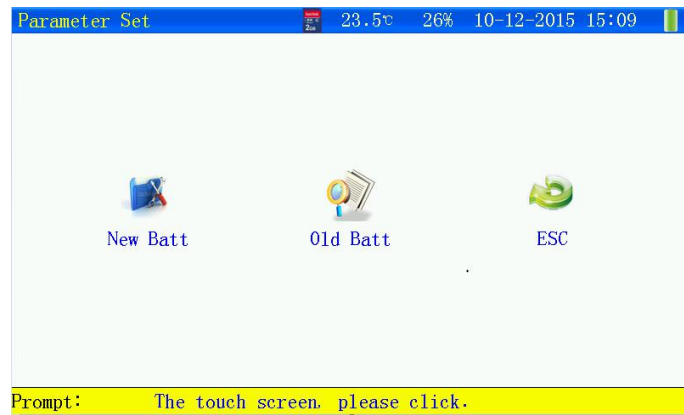 Parameter Set 23.5℃ 26% 10-12-2015 15:09
New Batt Old Batt ESC
Prompt: The touch screen, please click.